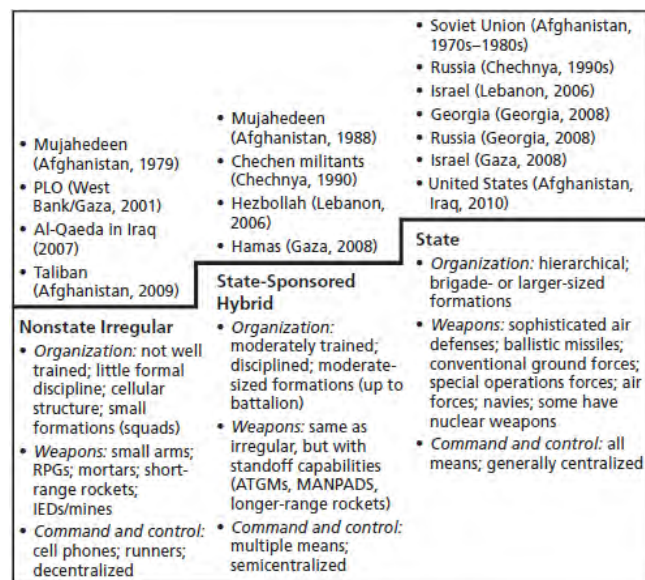 • Mujahedeen
(Afghanistan, 1979)
• PLO (West
Bank/Gaza, 2001)
• Al-Qaeda in Iraq
(2007)
• Taliban
(Afghanistan, 2009)
Nonstate Irregular
• Organization: not well
trained; little formal
discipline; cellular
structure; small
formations (squads)
• Weapons: small arms;
RPGs; mortars; short-
range rockets;
IEDs/mines
• Command and control:
cell phones; runners;
decentralized
• Mujahedeen
(Afghanistan, 1988)
• Chechen militants
(Chechnya, 1990)
• Hezbollah (Lebanon,
2006)
• Hamas (Gaza, 2008)
State-Sponsored
Hybrid
• Organization:
moderately trained;
disciplined; moderate-
sized formations (up to
battalion)
• Weapons: same as
irregular, but with
standoff capabilities
(ATGMs, MANPADS,
longer-range rockets)
• Command and control:
multiple means;
semicentralized
• Soviet Union (Afghanistan,
1970s–1980s)
• Russia (Chechnya, 1990s)
• Israel (Lebanon, 2006)
• Georgia (Georgia, 2008)
• Russia (Georgia, 2008)
• Israel (Gaza, 2008)
• United States (Afghanistan,
Iraq, 2010)
State
• Organization: hierarchical;
brigade- or larger-sized
formations
• Weapons: sophisticated air
defenses; ballistic missiles;
conventional ground forces;
special operations forces; air
forces; navies; some have
nuclear weapons
• Command and control: all
means; generally centralized